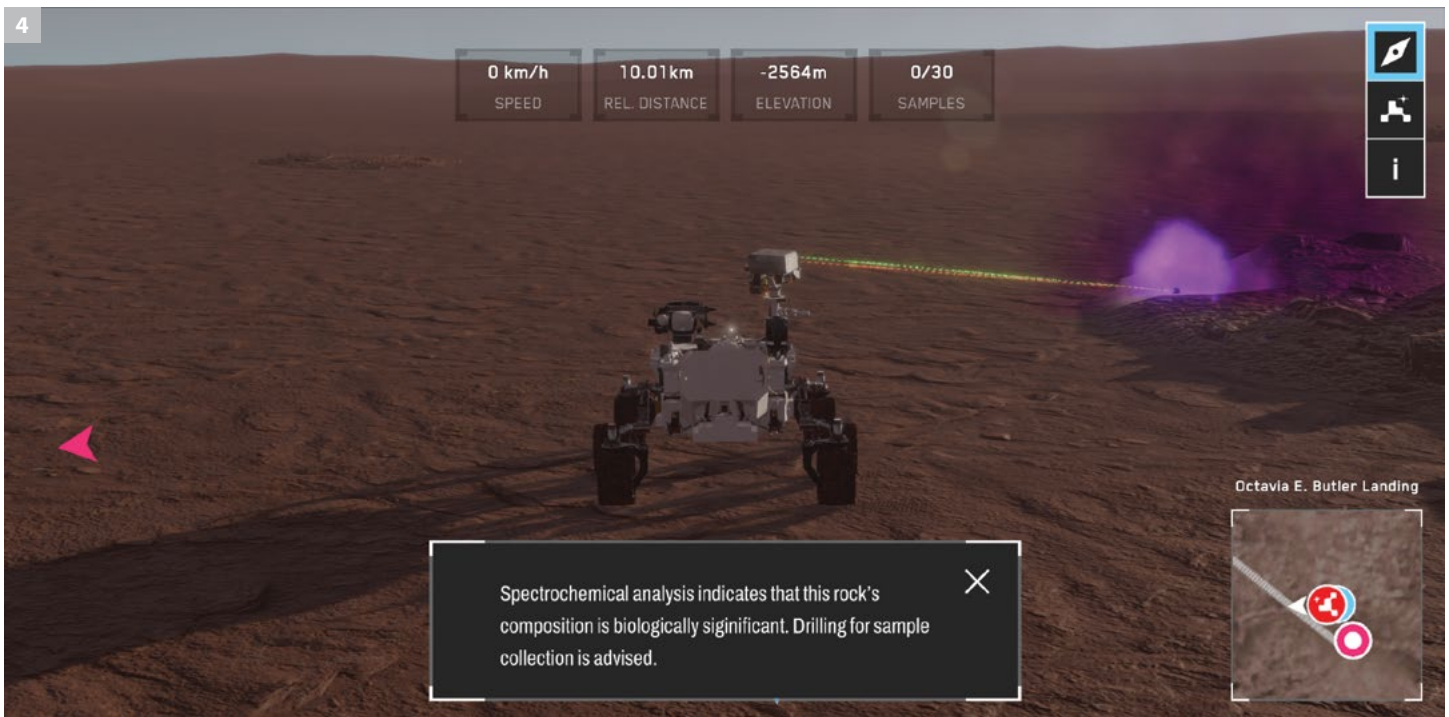 4
0 km/h
SPEED
10.01km
REL. DISTANCE
-2564m
ELEVATION
0/30
SAMPLES
i
Octavia E. Butler Landing
Spectrochemical analysis indicates that this rock's
composition is biologically siginificant. Drilling for sample
collection is advised.